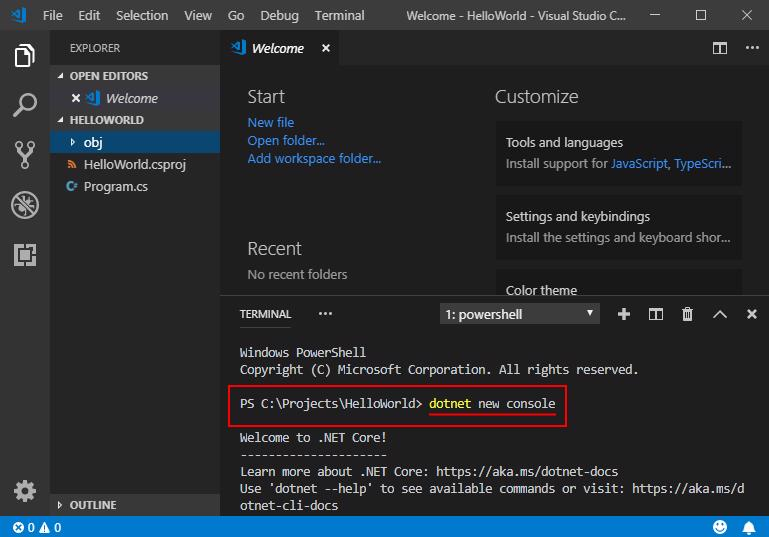 File Edit Selection View Go Debug Terminal Welcome - HelloWorld - Visual Studio C...
EXPLORER
OPEN EDITORS
Welcome
HELLOWORLD
obj
HelloWorld.csproj
C# Program.cs
OUTLINE
Welcome
Start
New file
Open folder...
Add workspace folder...
Recent
No recent folders
Customize
Tools and languages
Install support for JavaScript, TypeScri...
Settings and keybindings
Install the settings and keyboard shor...
Color theme
TERMINAL ... 1: powershell
Windows PowerShell
Copyright (C) Microsoft Corporation. All rights reserved.
PS C:\Projects\HelloWorld> dotnet new console
Welcome to .NET Core!
---------------------
Learn more about .NET Core: https://aka.ms/dotnet-docs
Use 'dotnet --help' to see available commands or visit: https://aka.ms/d
otnet-cli-docs
0 0